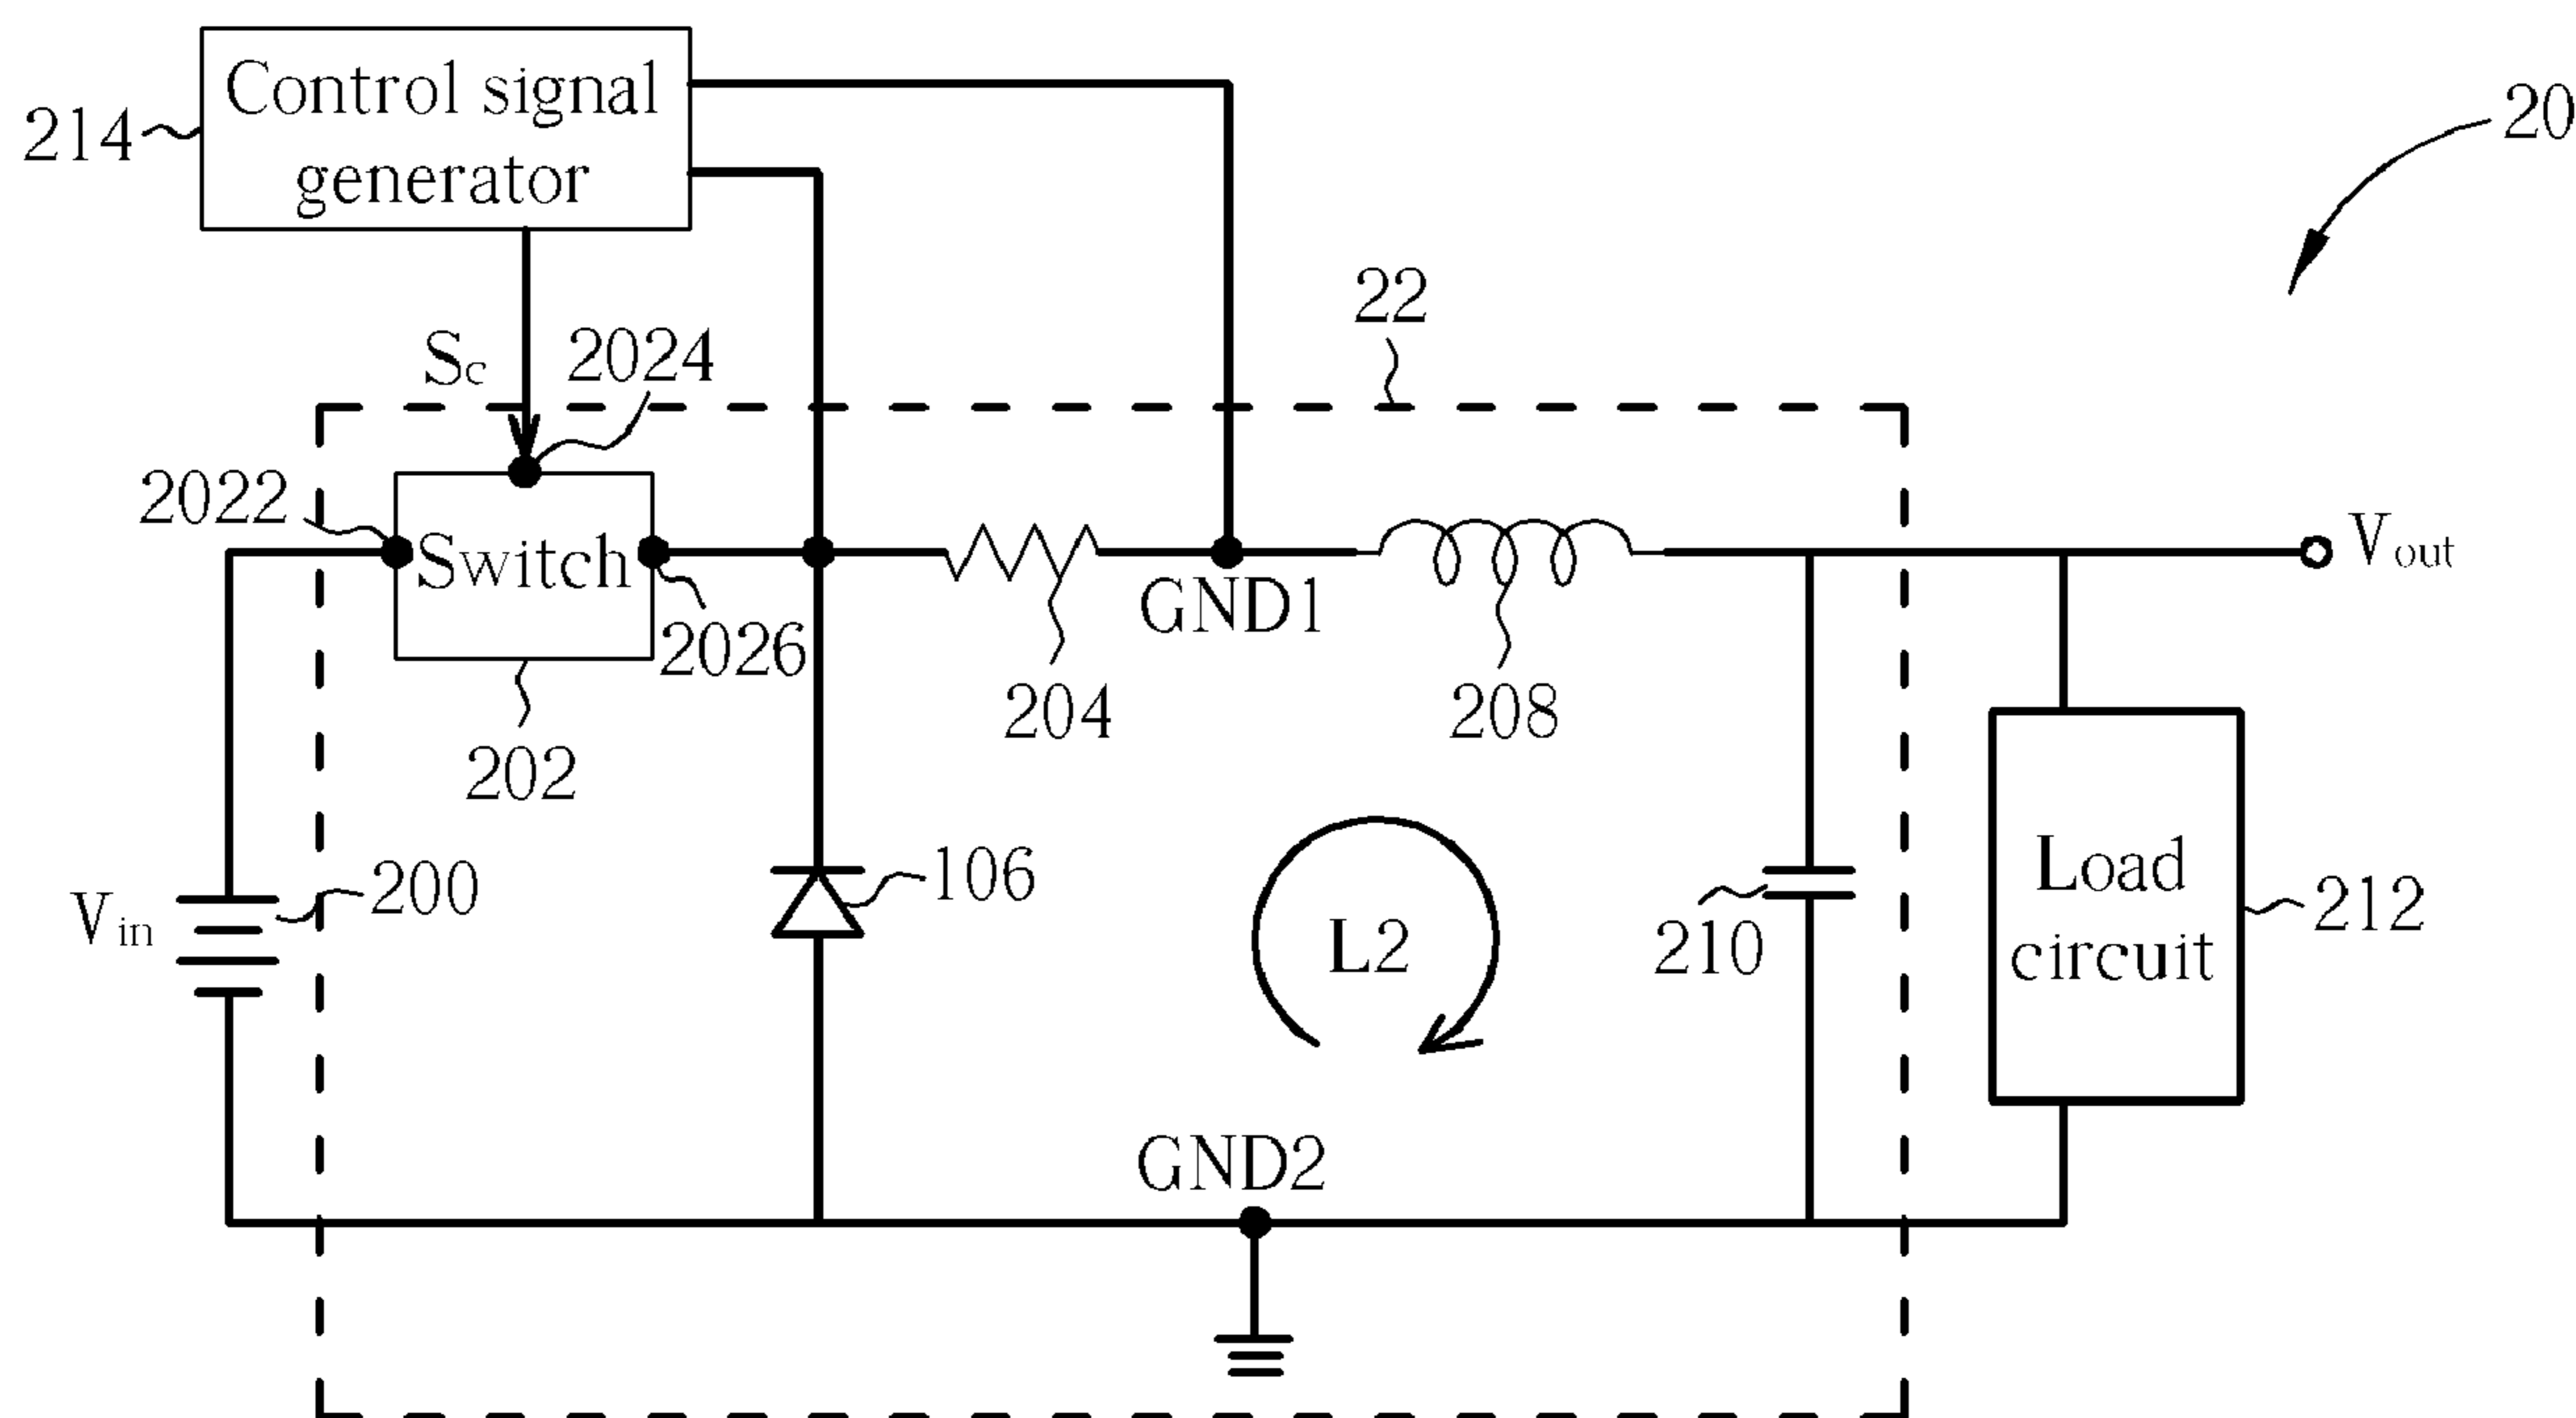 Control signal
generator
214
20
22
Sc
2024
2022
Switch
2026
GND1
Vout
204
208
202
106
Vin
200
L2
210
Load
circuit
212
GND2